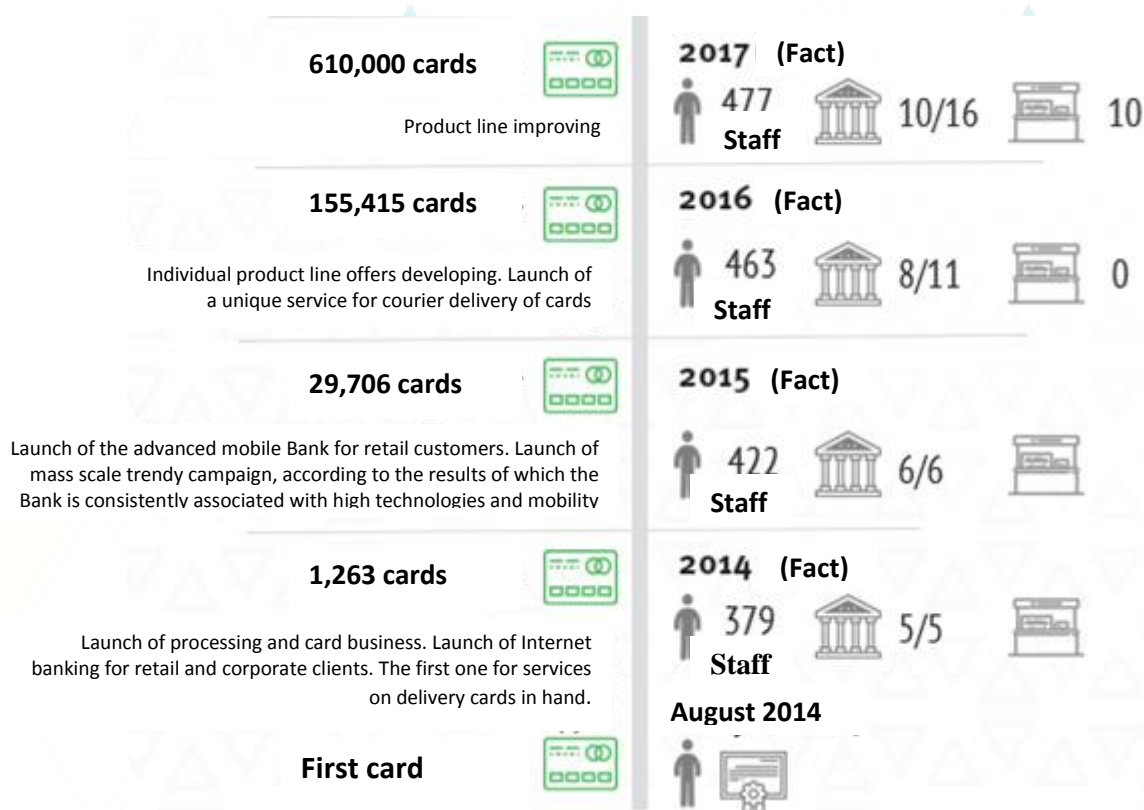 610,000 cards
Product line improving
2017 (Fact)
477
Staff
10/16
10
155,415 cards
Individual product line offers developing. Launch of
a unique service for courier delivery of cards
2016 (Fact)
463
Staff
8/11
0
29,706 cards
Launch of the advanced mobile Bank for retail customers. Launch of
mass scale trendy campaign, according to the results of which the
Bank is consistently associated with high technologies and mobility
2015 (Fact)
422
Staff
6/6
1,263 cards
Launch of processing and card business. Launch of Internet
banking for retail and corporate clients. The first one for services
on delivery cards in hand.
2014 (Fact)
379
Staff
5/5
August 2014
First card